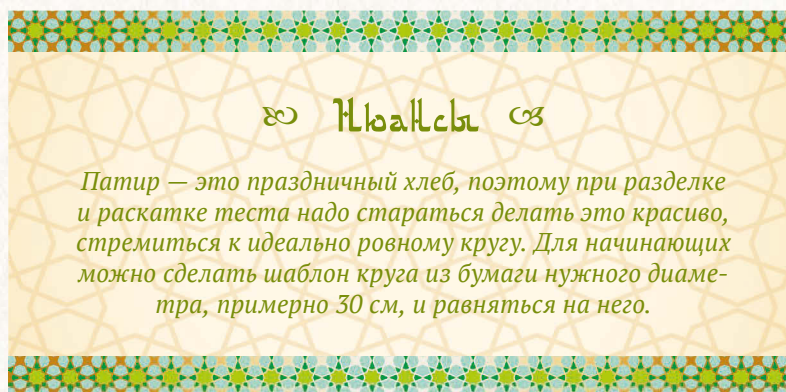 Нюансы
Патир — это праздничный хлеб, поэтому при разделке
и раскатке теста надо стараться делать это красиво,
стремиться к идеально ровному кругу. Для начинающих
можно сделать шаблон круга из бумаги нужного диаме-
тра, примерно 30 см, и равняться на него.